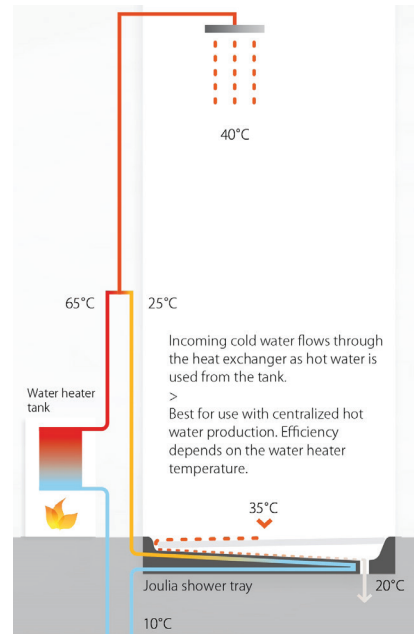 40°C
65°C
25°C
Incoming cold water flows through
the heat exchanger as hot water is
used from the tank.
>
Best for use with centralized hot
water production. Efficiency
depends on the water heater
temperature.
Water heater
tank
35°C
Joulia shower tray
20°C
10°C